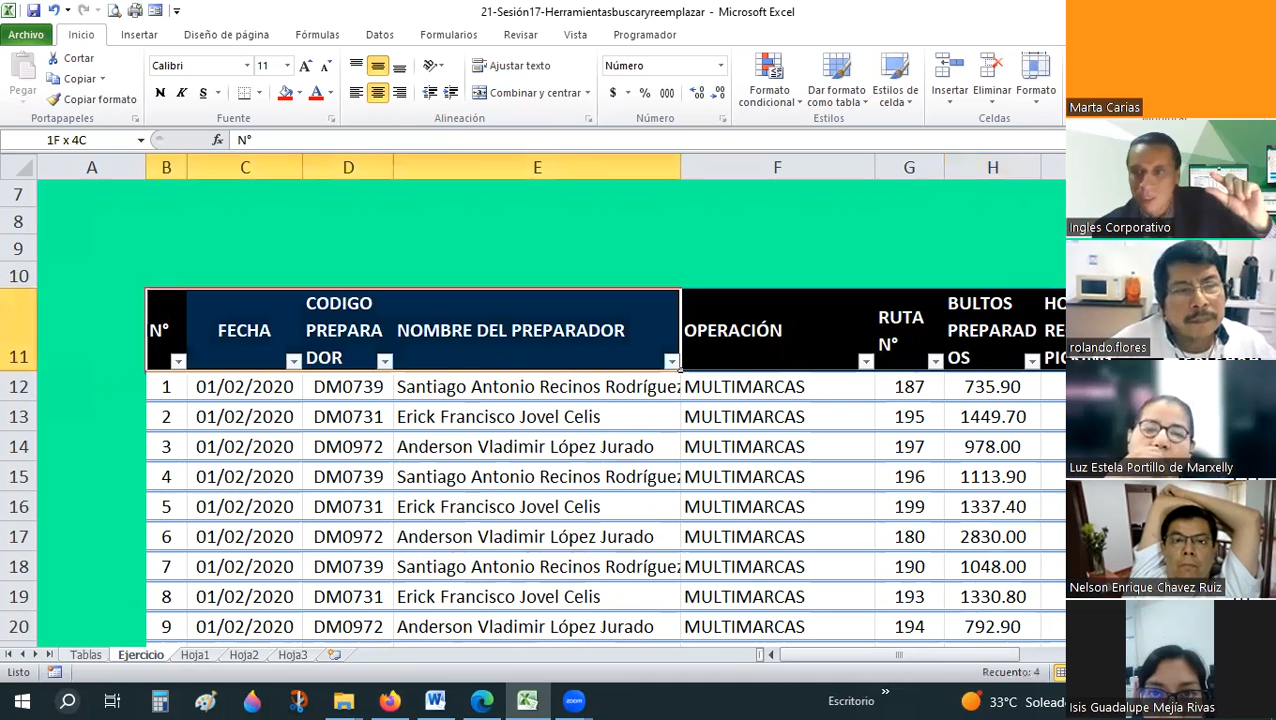 21-Sesión17-Herramientasbuscaryreemplazar - Microsoft Excel
Archivo Inicio Insertar Diseño de página Fórmulas Datos Formularios Revisar Vista Programador
Pegar
Cortar
Copiar
Copiar formato
Portapapeles
Calibri 11
N K S
Fuente
Ajustar texto
Combinar y centrar
Alineación
Número
$ % 000
Número
Formato condicional
Dar formato como tabla
Estilos de celda
Estilos
Insertar Eliminar Formato
Celdas
1F x 4C fx N°
A B C D E F G H
7
8
9
10
11 N° FECHA CODIGO PREPARADOR NOMBRE DEL PREPARADOR OPERACIÓN RUTA N° BULTOS PREPARADOS
12 1 01/02/2020 DM0739 Santiago Antonio Recinos Rodríguez MULTIMARCAS 187 735.90
13 2 01/02/2020 DM0731 Erick Francisco Jovel Celis MULTIMARCAS 195 1449.70
14 3 01/02/2020 DM0972 Anderson Vladimir López Jurado MULTIMARCAS 197 978.00
15 4 01/02/2020 DM0739 Santiago Antonio Recinos Rodríguez MULTIMARCAS 196 1113.90
16 5 01/02/2020 DM0731 Erick Francisco Jovel Celis MULTIMARCAS 199 1337.40
17 6 01/02/2020 DM0972 Anderson Vladimir López Jurado MULTIMARCAS 180 2830.00
18 7 01/02/2020 DM0739 Santiago Antonio Recinos Rodríguez MULTIMARCAS 190 1048.00
19 8 01/02/2020 DM0731 Erick Francisco Jovel Celis MULTIMARCAS 193 1330.80
20 9 01/02/2020 DM0972 Anderson Vladimir López Jurado MULTIMARCAS 194 792.90
Tablas Ejercicio Hoja1 Hoja2 Hoja3
Listo Recuento: 4
Escritorio » 33°C Soleado
Marta Carias
Ingles Corporativo
rolando.flores
Luz Estela Portillo de Marxelly
Nelson Enrique Chavez Ruiz
Isis Guadalupe Mejía Rivas